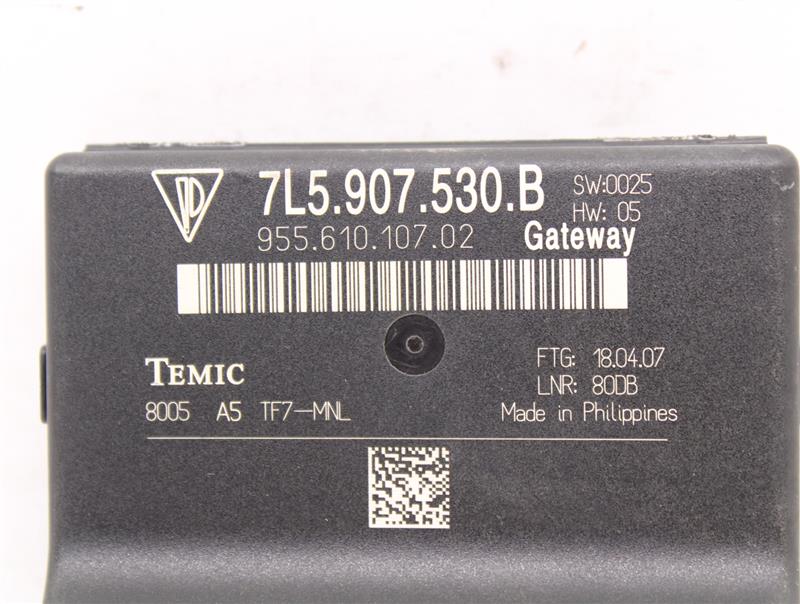 7L5.907.530.B SW:0025
955.610.107.02 Gateway HW: 05
TEMIC FTG: 18.04.07
LNR: 80DB
8005 A5 TF7-MNL Made in Philippines